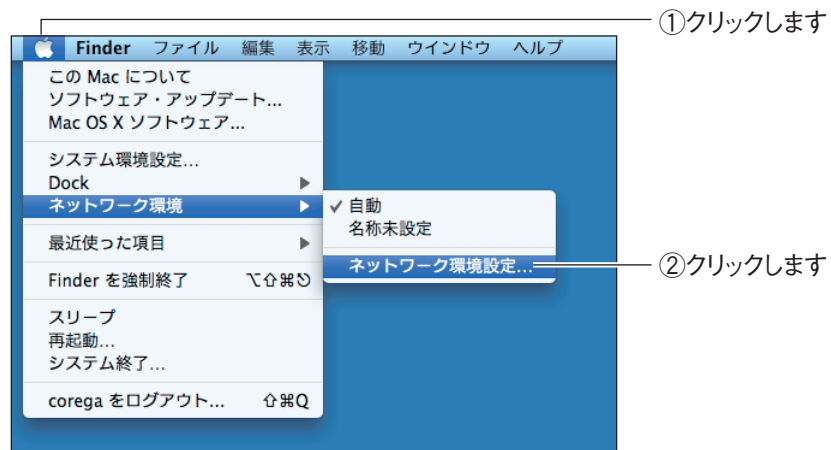 ①クリックします
Finder ファイル 編集 表示 移動 ウインドウ ヘルプ
この Mac について
ソフトウェア・アップデート...
Mac OS X ソフトウェア...
システム環境設定...
Dock ▶
ネットワーク環境 ▶
✓ 自動
名称未設定
ネットワーク環境設定...
②クリックします
最近使った項目 ▶
Finder を強制終了 ⌥⇧⌘⎋
スリープ
再起動...
システム終了...
corega をログアウト... ⇧⌘Q